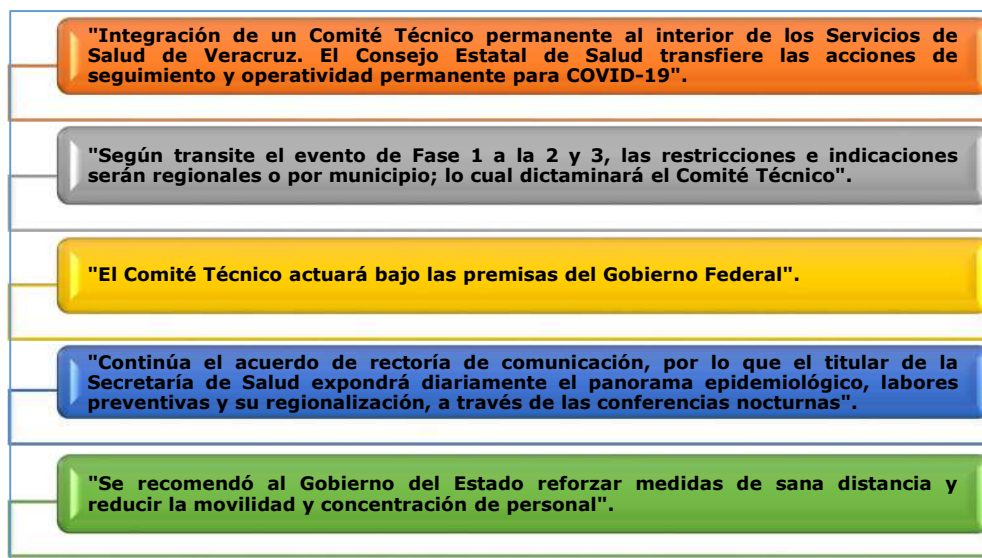 "Integración de un Comité Técnico permanente al interior de los Servicios de
Salud de Veracruz. El Consejo Estatal de Salud transfiere las acciones de
seguimiento y operatividad permanente para COVID-19".
"Según transite el evento de Fase 1 a la 2 y 3, las restricciones e indicaciones
serán regionales o por municipio; lo cual dictaminará el Comité Técnico".
"El Comité Técnico actuará bajo las premisas del Gobierno Federal".
"Continúa el acuerdo de rectoría de comunicación, por lo que el titular de la
Secretaría de Salud expondrá diariamente el panorama epidemiológico, labores
preventivas y su regionalización, a través de las conferencias nocturnas".
"Se recomendó al Gobierno del Estado reforzar medidas de sana distancia y
reducir la movilidad y concentración de personal".